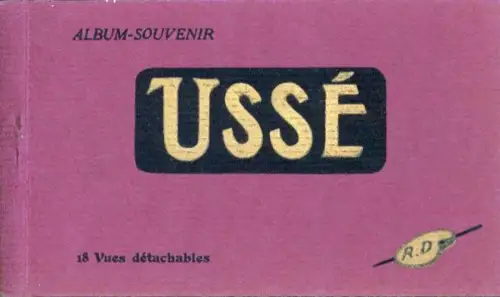 ALBUM-SOUVENIR
USSÉ
18 Vues détachables
R.D